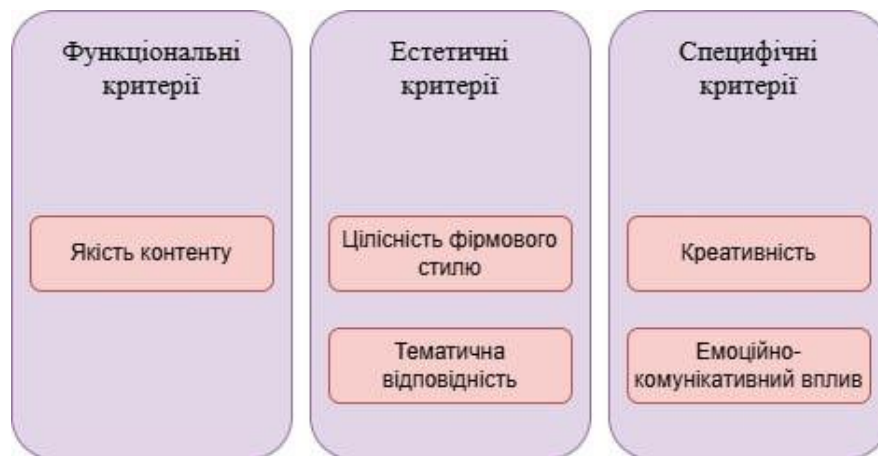 Функціональні
критерії
Якість контенту
Естетичні
критерії
Цілісність фірмового
стилю
Тематична
відповідність
Специфічні
критерії
Креативність
Емоційно-
комунікативний вплив